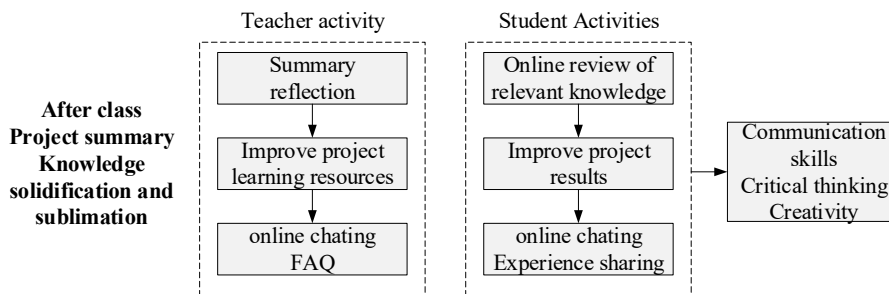 Teacher activity
Student Activities
After class
Project summary
Knowledge
solidification and
sublimation
Summary
reflection
Improve project
learning resources
online chating
FAQ
Online review of
relevant knowledge
Improve project
results
online chating
Experience sharing
Communication
skills
Critical thinking
Creativity